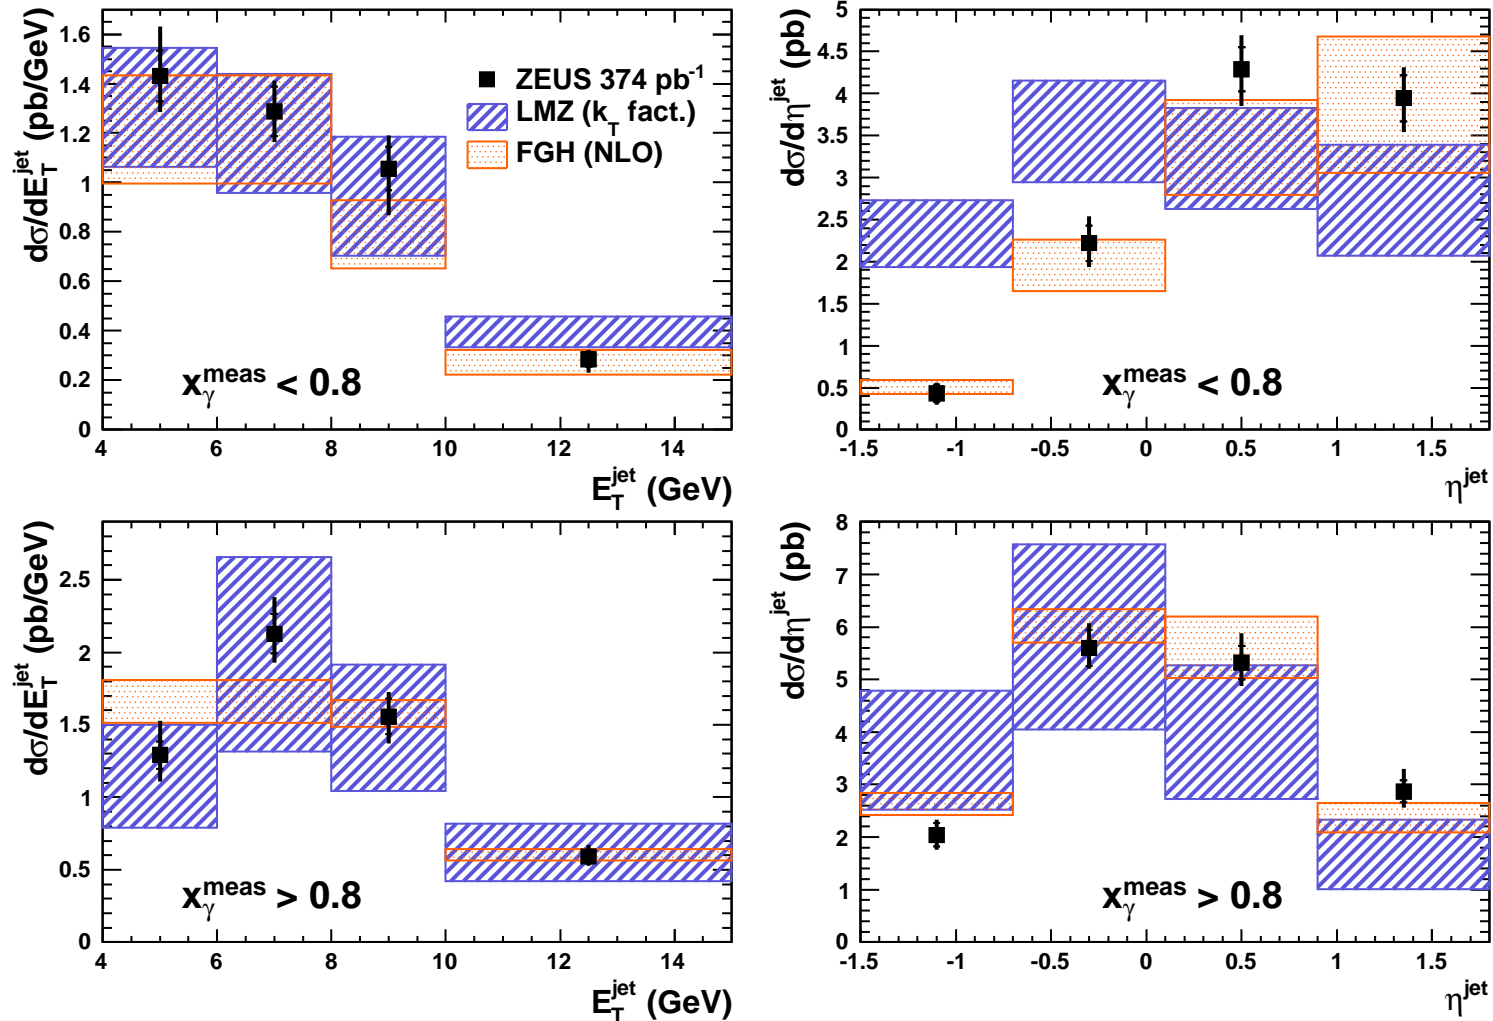 dσ/dE_T^jet (pb/GeV)
1.6
1.4
1.2
1
0.8
0.6
0.4
0.2
0
ZEUS 374 pb⁻¹
LMZ (k_T fact.)
FGH (NLO)
x_γ^meas < 0.8
4 6 8 10 12 14
E_T^jet (GeV)
dσ/dη^jet (pb)
5
4.5
4
3.5
3
2.5
2
1.5
1
0.5
0
x_γ^meas < 0.8
-1.5 -1 -0.5 0 0.5 1 1.5
η^jet
dσ/dE_T^jet (pb/GeV)
2.5
2
1.5
1
0.5
0
x_γ^meas > 0.8
4 6 8 10 12 14
E_T^jet (GeV)
dσ/dη^jet (pb)
8
7
6
5
4
3
2
1
0
x_γ^meas > 0.8
-1.5 -1 -0.5 0 0.5 1 1.5
η^jet